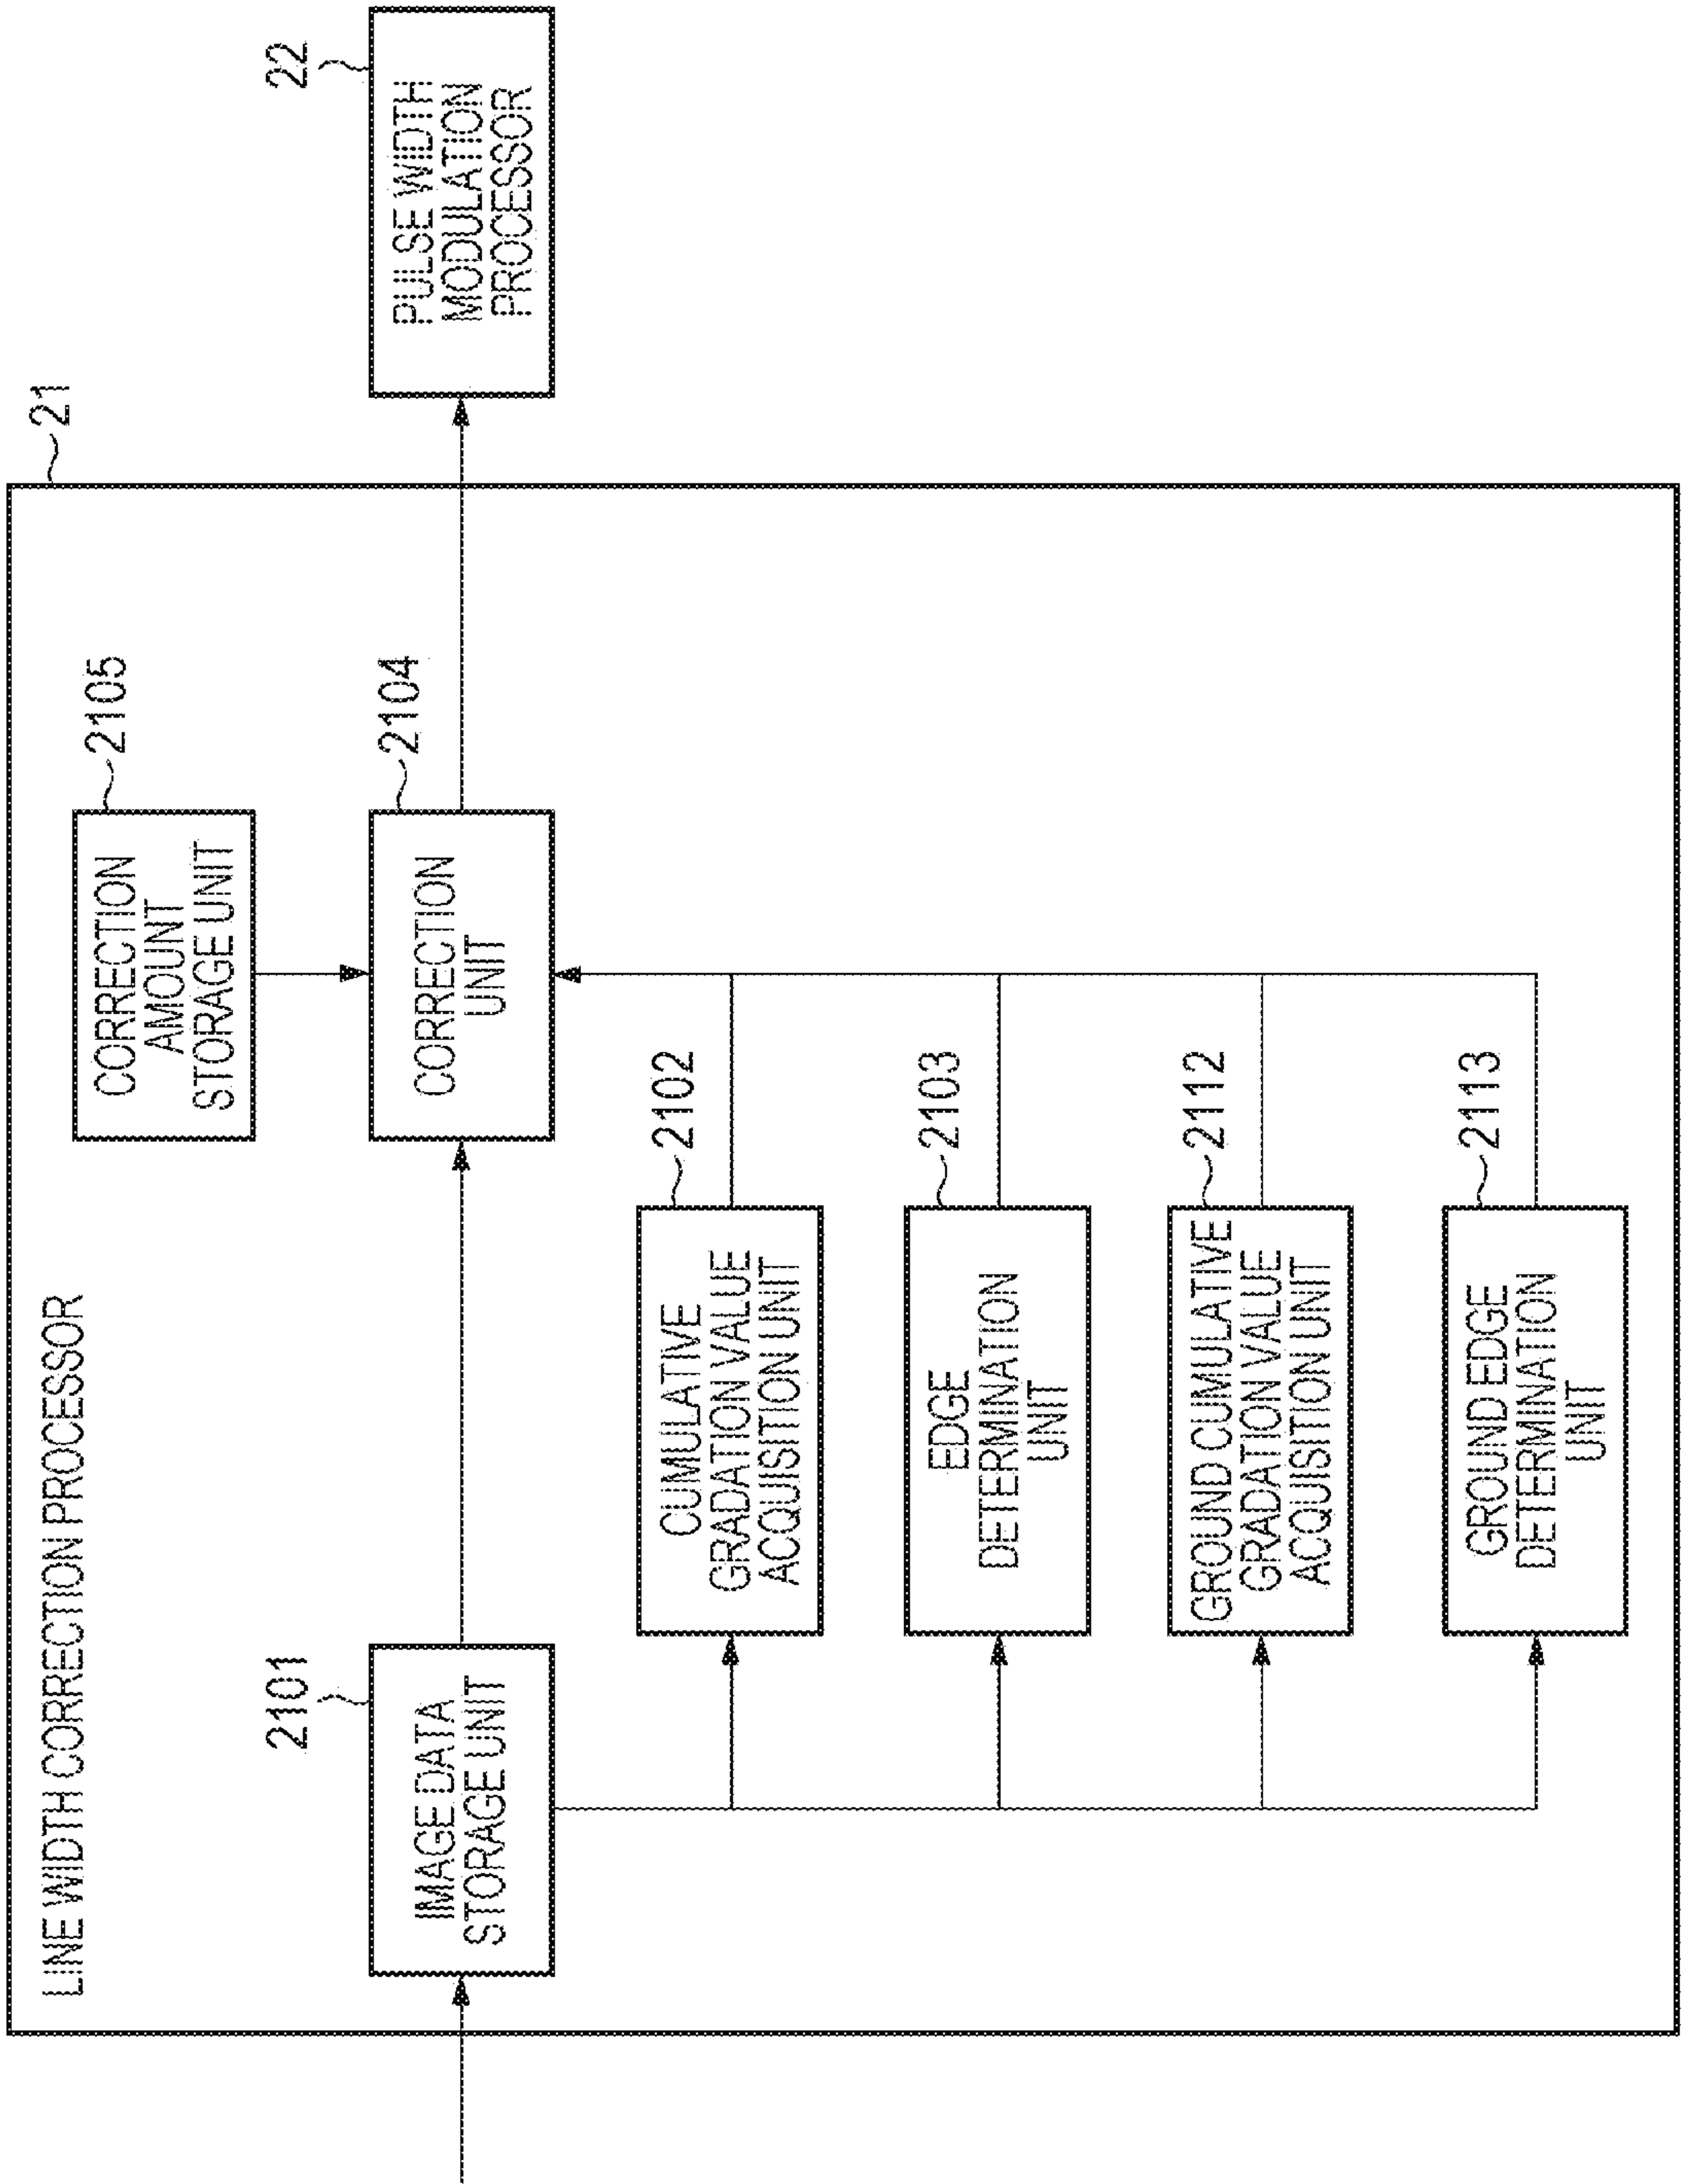 LINE WIDTH CORRECTION PROCESSOR
21
2105
CORRECTION
AMOUNT
STORAGE UNIT
2101
IMAGE DATA
STORAGE UNIT
2104
CORRECTION
UNIT
22
PULSE WIDTH
MODULATION
PROCESSOR
2102
CUMULATIVE
GRADATION VALUE
ACQUISITION UNIT
2103
EDGE
DETERMINATION
UNIT
2112
GROUND CUMULATIVE
GRADATION VALUE
ACQUISITION UNIT
2113
GROUND EDGE
DETERMINATION
UNIT